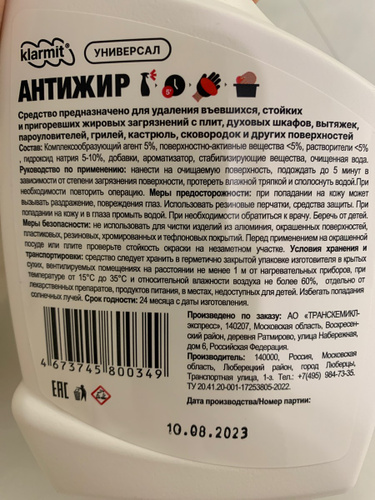 klarmit® УНИВЕРСАЛ
АНТИЖИР
5'
Средство предназначено для удаления въевшихся, стойких
и пригоревших жировых загрязнений с плит, духовых шкафов, вытяжек,
пароуловителей, грилей, кастрюль, сковородок и других поверхностей
Состав: Комплексообразующий агент 5%, поверхностно-активные вещества <5%, растворители <5%
, гидроксид натрия 5-10%, добавки, ароматизатор, стабилизирующие вещества, очищенная вода.
Руководство по применению: нанести на очищаемую поверхность, подождать до 5 минут в
зависимости от степени загрязнения поверхности, протереть влажной тряпкой и сполоснуть водой.При
необходимости повторить операцию. Меры предосторожности: при попадании на кожу может
вызывать раздражение, повреждения глаз. Использовать резиновые перчатки, средства защиты. При
попадании на кожу и в глаза промыть водой. При необходимости обратиться к врачу. Беречь от детей.
Меры безопасности: не использовать для чистки изделий из алюминия, окрашенных поверхностей,
пластиковых, резиновых, хромированных и тефлоновых покрытий. Перед применением на окрашенной
посуде или плите проверьте стойкость окраски на незаметном участке. Условия хранения и
транспортировки: средство следует хранить в герметично закрытой упаковке изготовителя в крытых
сухих, вентилируемых помещениях на расстоянии не менее 1 м от нагревательных приборов, при
температуре от 15°С до 35°С и относительной влажности воздуха не более 60%, отдельно от
лекарственных препаратов, продуктов питания, в местах, недоступных для детей. Избегать попадания
солнечных лучей. Срок годности: 24 месяца с даты изготовления.
Произведено по заказу: АО «ТРАНСКЕМИКЛ-
экспресс», 140207, Московская область, Воскресен-
ский район, деревня Ратмирово, улица Набережная,
дом 6, Российская Федерация.
Производитель: 140000, Россия, Московская
область, Люберецкий район, город Люберцы,
Транспортная улица, 1-а. Тел.: +7(495) 984-73-35.
ТУ 20.41.20-001-17253805-2022.
4 673745 800349
EAC
Дата производства/Номер партии:
10.08.2023